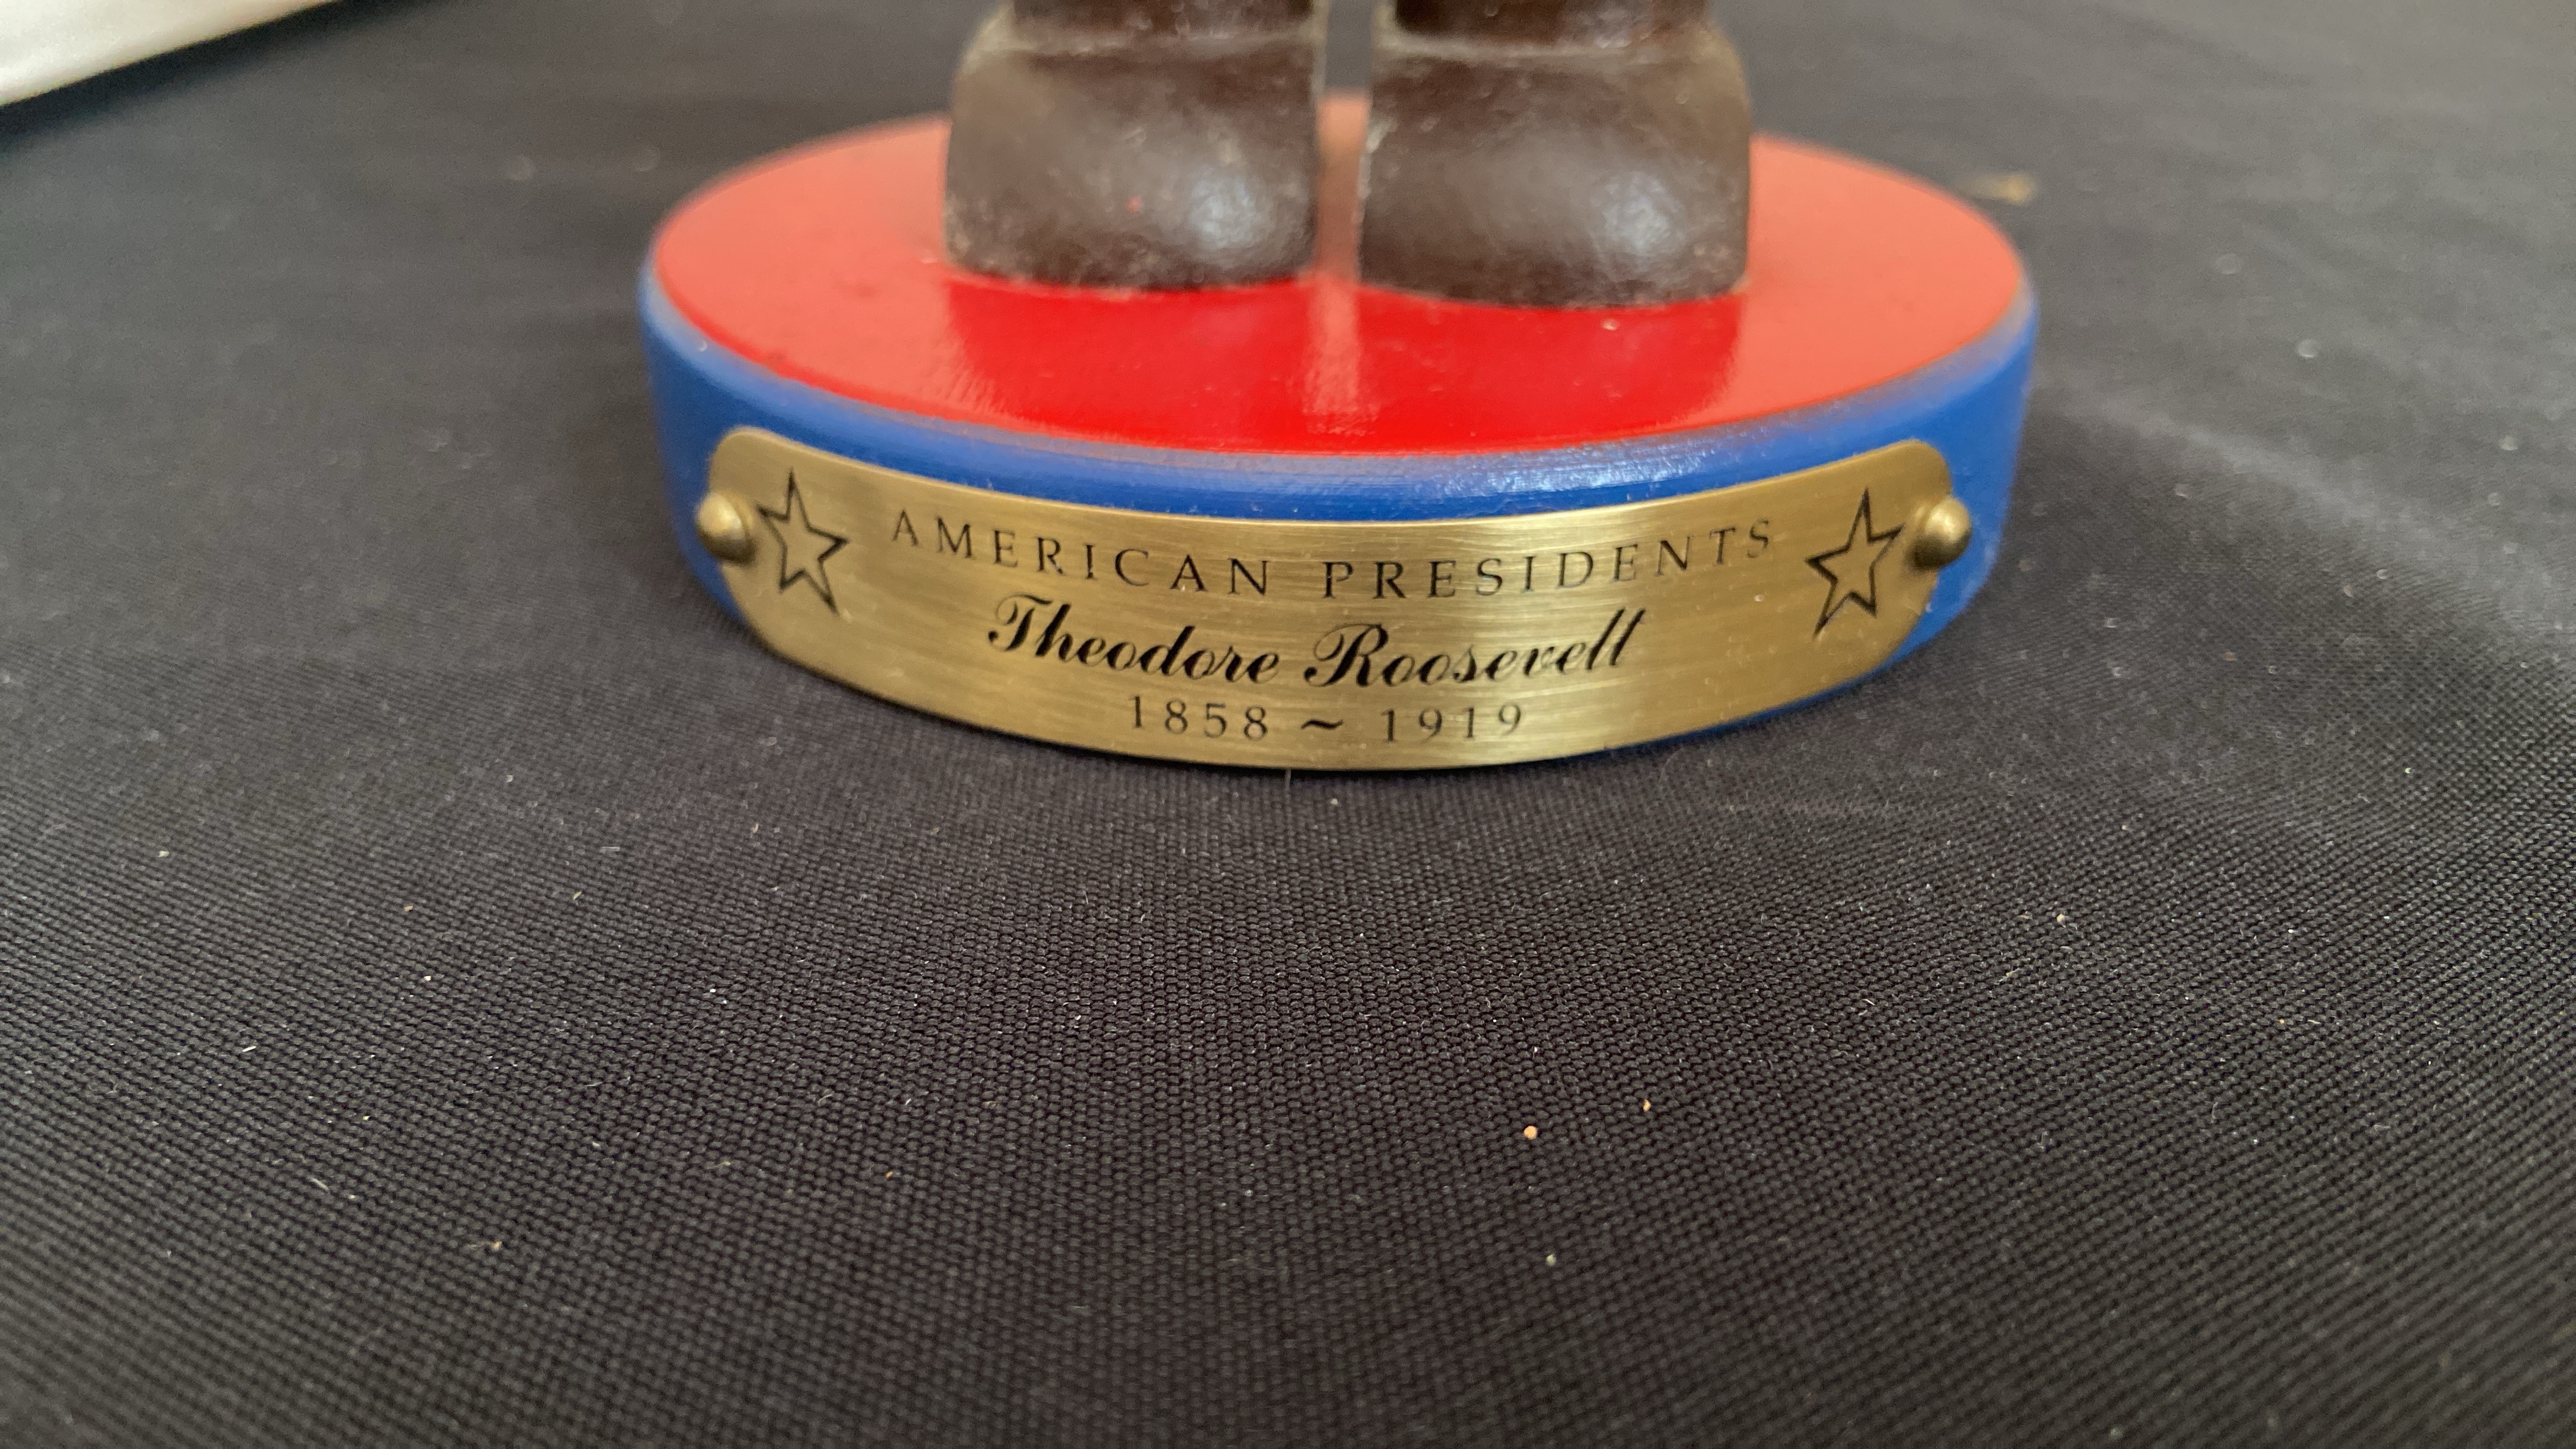 AMERICAN PRESIDENTS
Theodore Roosevelt
1858 ~ 1919